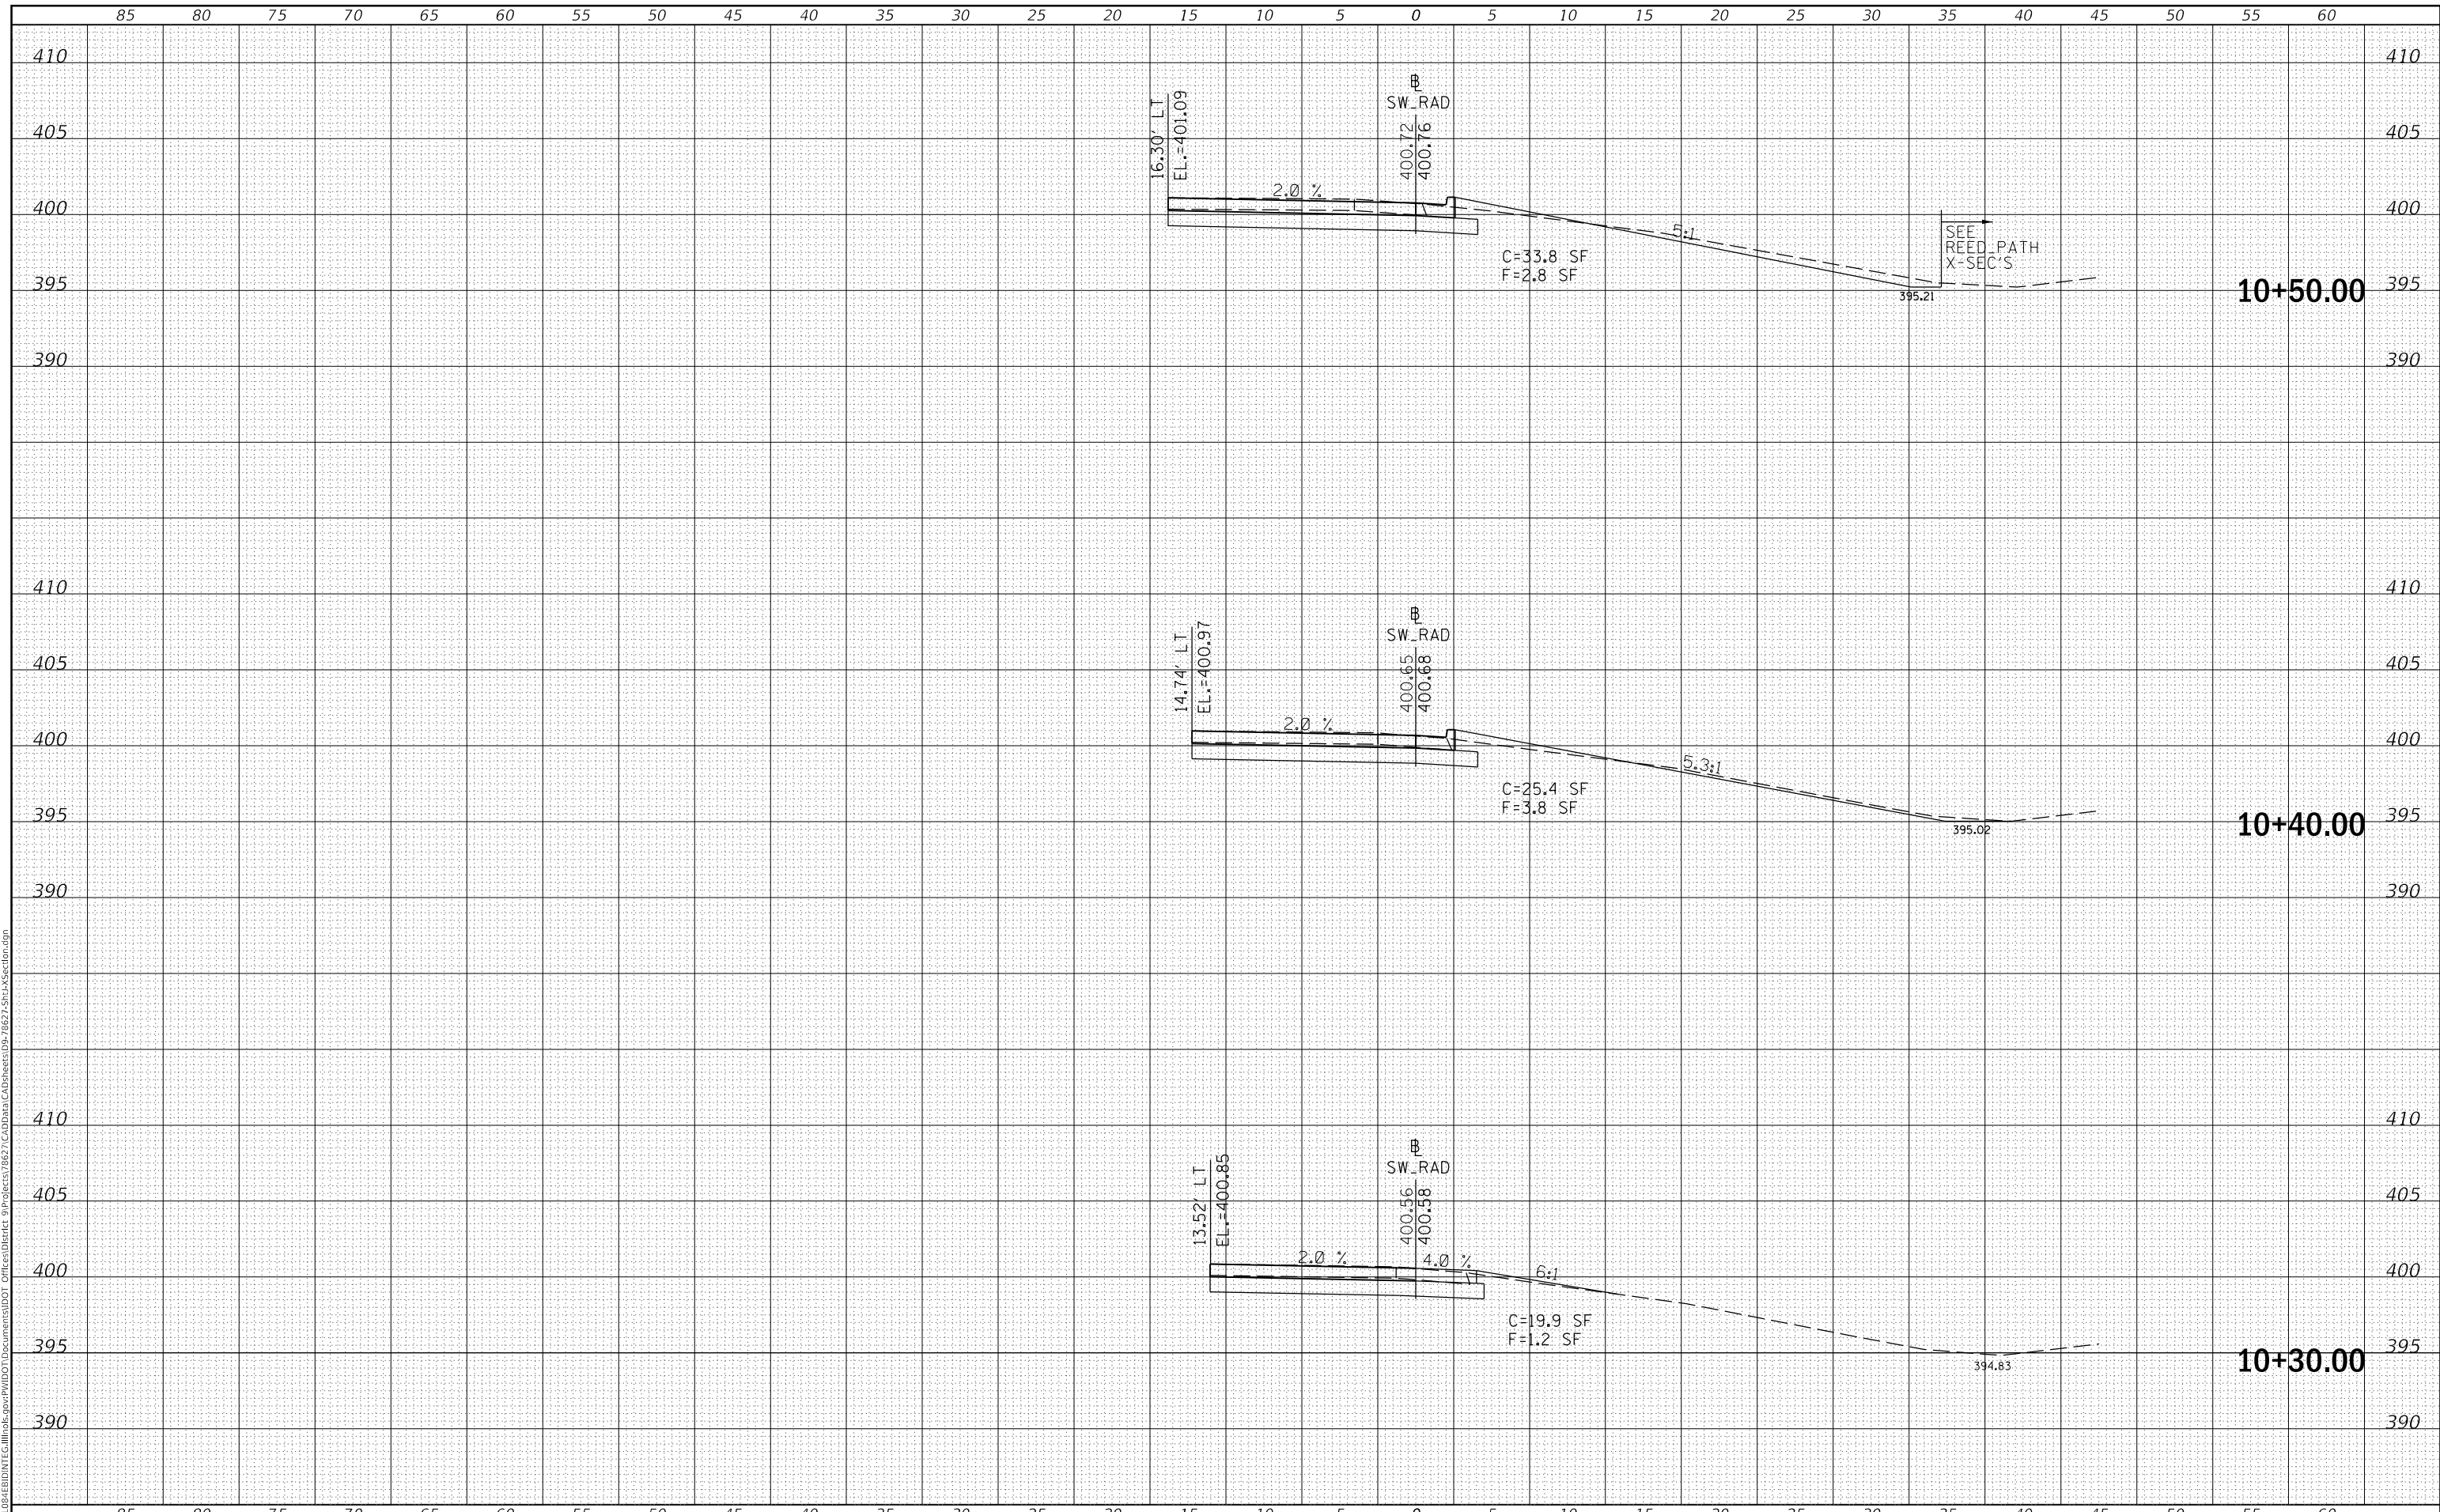 85 80 75 70 65 60 55 50 45 40 35 30 25 20 15 10 5 0 5 10 15 20 25 30 35 40 45 50 55 60
410 410
405 405
400 400
395 395
390 390
B
L
SW_RAD
16.30' LT
EL.=401.09
400.72
400.76
2.0 %
5:1
C=33.8 SF
F=2.8 SF
SEE
REED_PATH
X-SEC'S
395.21
10+50.00
410 410
405 405
400 400
395 395
390 390
B
L
SW_RAD
14.74' LT
EL.=400.97
400.65
400.68
2.0 %
5.3:1
C=25.4 SF
F=3.8 SF
395.02
10+40.00
410 410
405 405
400 400
395 395
390 390
B
L
SW_RAD
13.52' LT
EL.=400.85
400.56
400.58
2.0 %
4.0 %
6:1
C=19.9 SF
F=1.2 SF
394.83
10+30.00
85 80 75 70 65 60 55 50 45 40 35 30 25 20 15 10 5 0 5 10 15 20 25 30 35 40 45 50 55 60